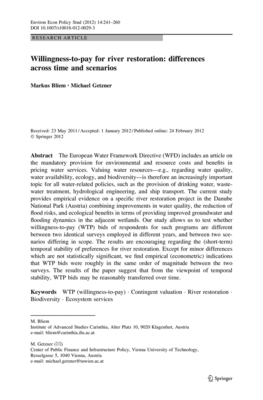 Environ Econ Policy Stud (2012) 14:241–260
DOI 10.1007/s10018-012-0029-3
RESEARCH ARTICLE
Willingness-to-pay for river restoration: differences
across time and scenarios
Markus Bliem • Michael Getzner
Received: 23 May 2011 / Accepted: 1 January 2012 / Published online: 24 February 2012
© Springer 2012
Abstract The European Water Framework Directive (WFD) includes an article on
the mandatory provision for environmental and resource costs and benefits in
pricing water services. Valuing water resources—e.g., regarding water quality,
water availability, ecology, and biodiversity—is therefore an increasingly important
topic for all water-related policies, such as the provision of drinking water, waste-
water treatment, hydrological engineering, and ship transport. The current study
provides empirical evidence on a specific river restoration project in the Danube
National Park (Austria) combining improvements in water quality, the reduction of
flood risks, and ecological benefits in terms of providing improved groundwater and
flooding dynamics in the adjacent wetlands. Our study allows us to test whether
willingness-to-pay (WTP) bids of respondents for such programs are different
between two identical surveys employed in different years, and between two sce-
narios differing in scope. The results are encouraging regarding the (short-term)
temporal stability of preferences for river restoration. Except for minor differences
which are not statistically significant, we find empirical (econometric) indications
that WTP bids were roughly in the same order of magnitude between the two
surveys. The results of the paper suggest that from the viewpoint of temporal
stability, WTP bids may be reasonably transferred over time.
Keywords WTP (willingness-to-pay) · Contingent valuation · River restoration ·
Biodiversity · Ecosystem services
M. Bliem
Institute of Advanced Studies Carinthia, Alter Platz 10, 9020 Klagenfurt, Austria
e-mail: bliem@carinthia.ihs.ac.at
M. Getzner
Center of Public Finance and Infrastructure Policy, Vienna University of Technology,
Resselgasse 5, 1040 Vienna, Austria
e-mail: michael.getzner@tuwien.ac.at
Springer